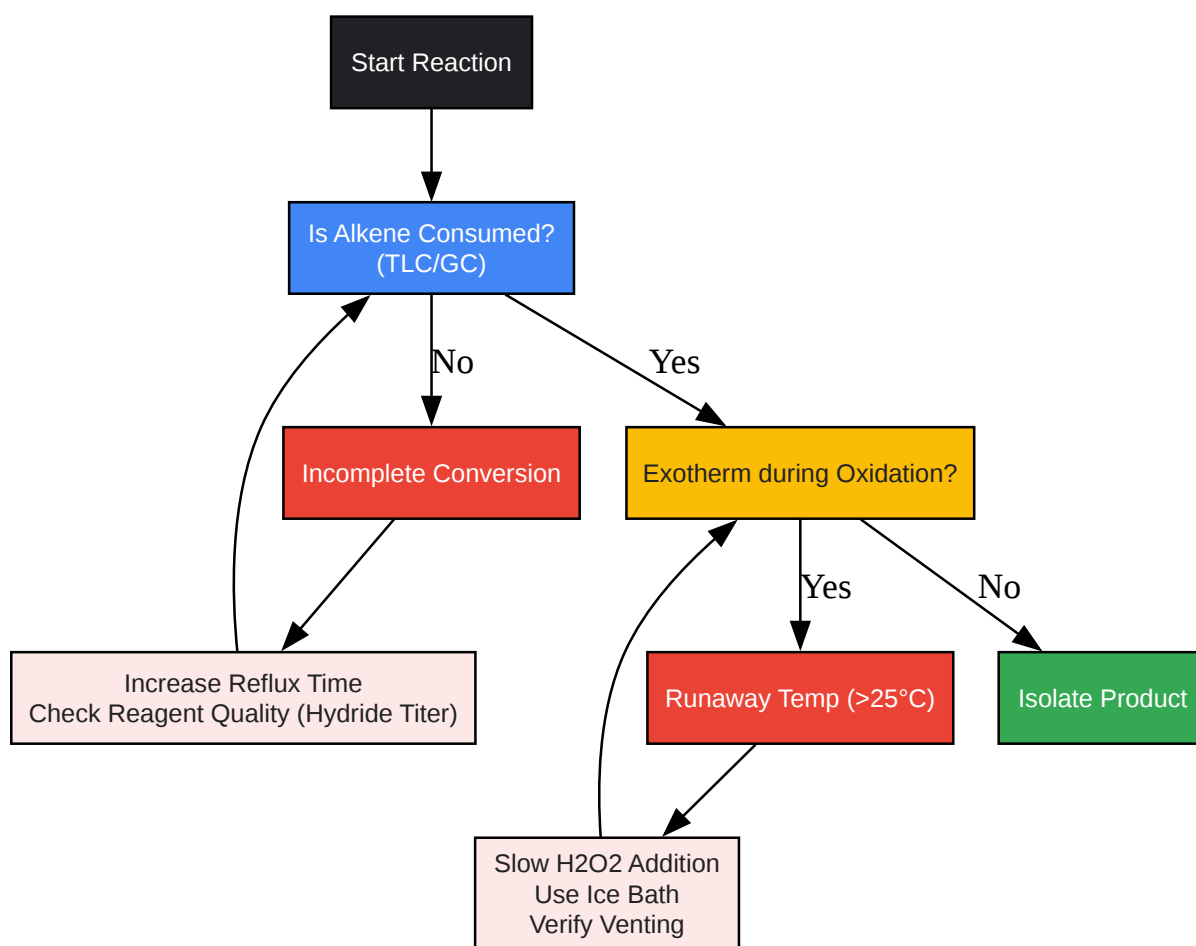 Start Reaction
Is Alkene Consumed?
(TLC/GC)
No
Yes
Incomplete Conversion
Exotherm during Oxidation?
Yes
No
Increase Reflux Time
Check Reagent Quality (Hydride Titer)
Runaway Temp (>25°C)
Isolate Product
Slow H2O2 Addition
Use Ice Bath
Verify Venting